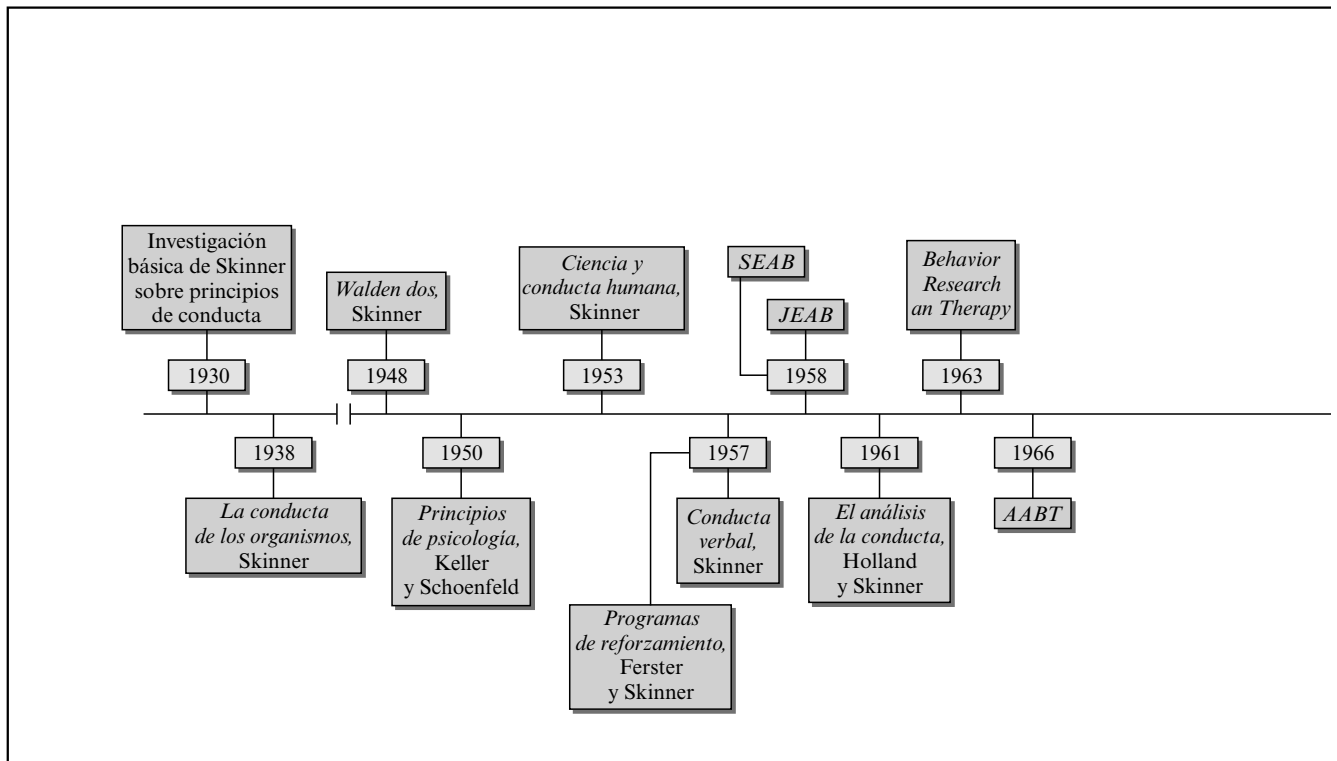 Investigación
básica de Skinner
sobre principios
de conducta
1930
Walden dos,
Skinner
1948
Ciencia y
conducta humana,
Skinner
1953
SEAB
JEAB
1958
Behavior
Research
an Therapy
1963
1938
La conducta
de los organismos,
Skinner
1950
Principios
de psicología,
Keller
y Schoenfeld
1957
Conducta
verbal,
Skinner
Programas
de reforzamiento,
Ferster
y Skinner
1961
El análisis
de la conducta,
Holland
y Skinner
1966
AABT